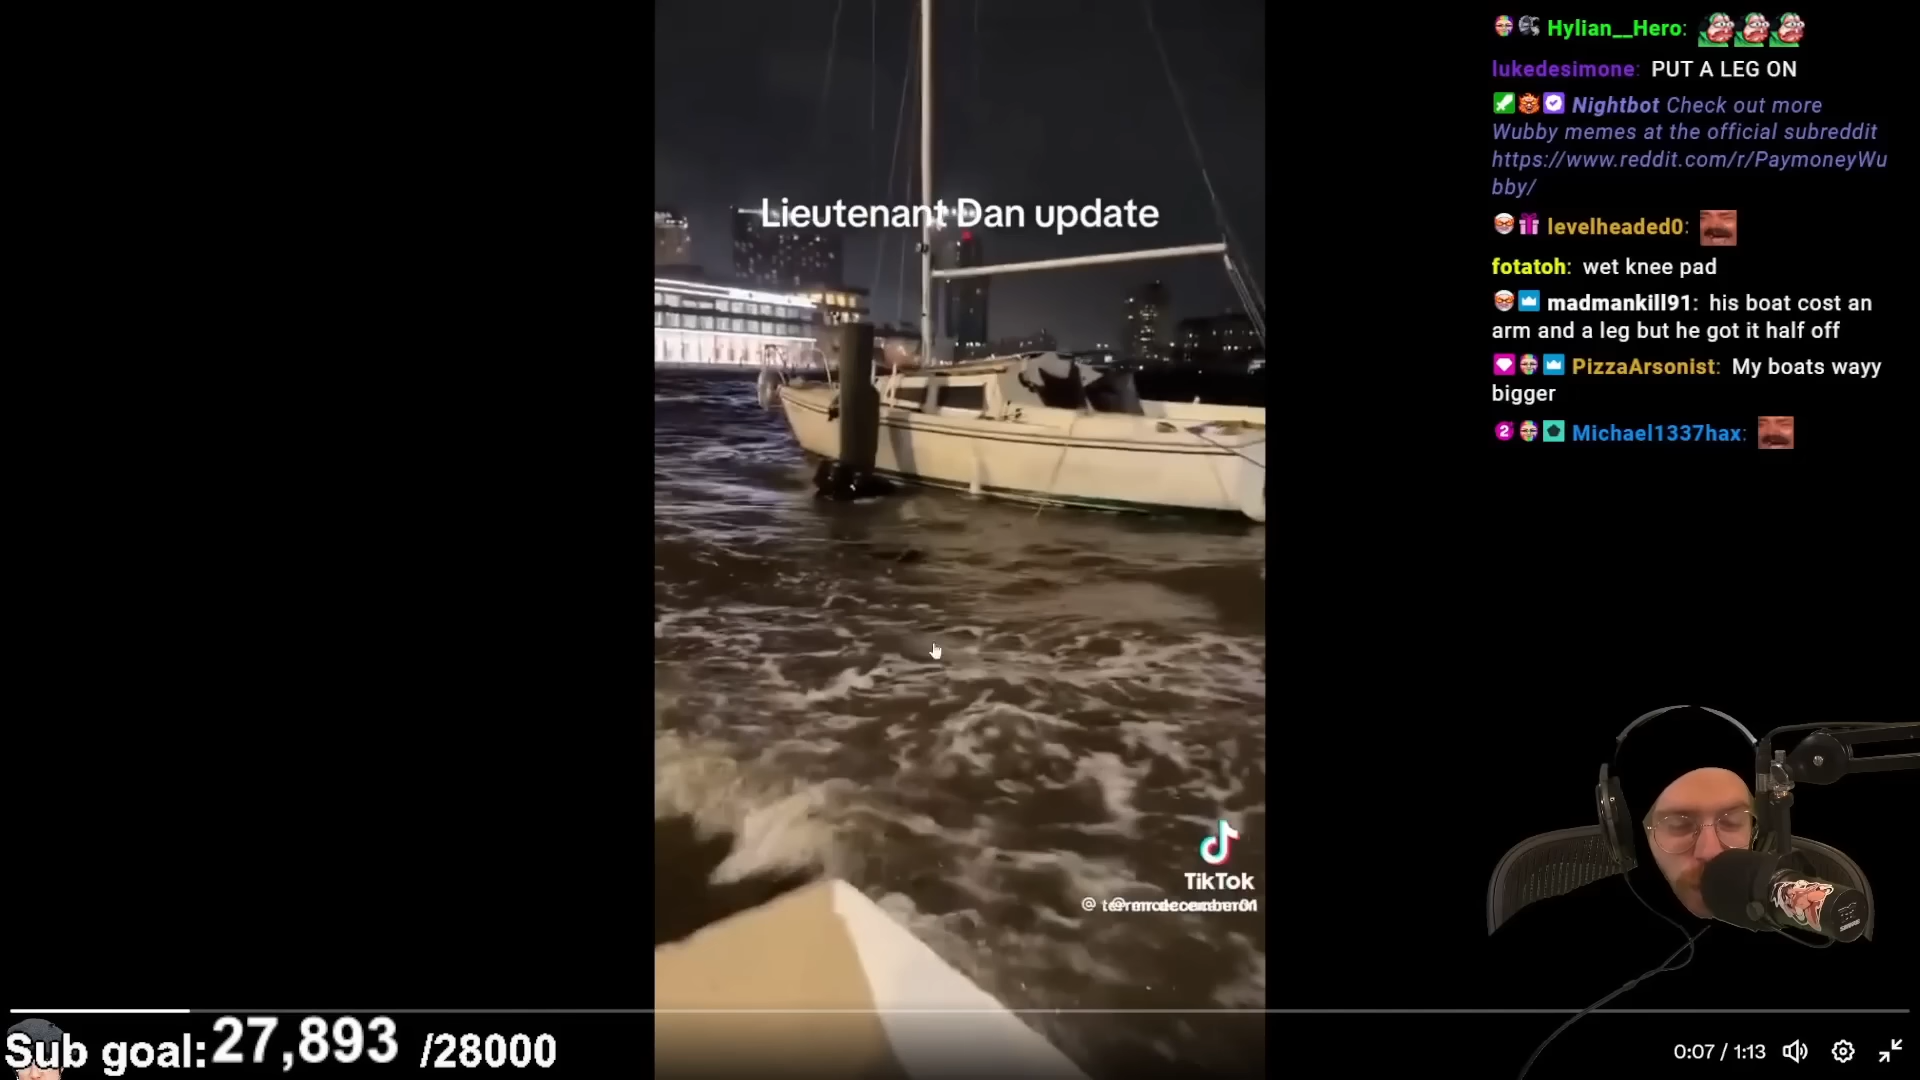 Lieutenant Dan update
Hylian__Hero:
lukedesimone: PUT A LEG ON
Nightbot Check out more
Wubby memes at the official subreddit
https://www.reddit.com/r/PaymoneyWu
bby/
levelheaded0:
fotatoh: wet knee pad
madmankill91: his boat cost an
arm and a leg but he got it half off
PizzaArsonist: My boats wayy
bigger
2 Michael1337hax:
TikTok
Sub goal: 27,893 /28000
0:07 / 1:13